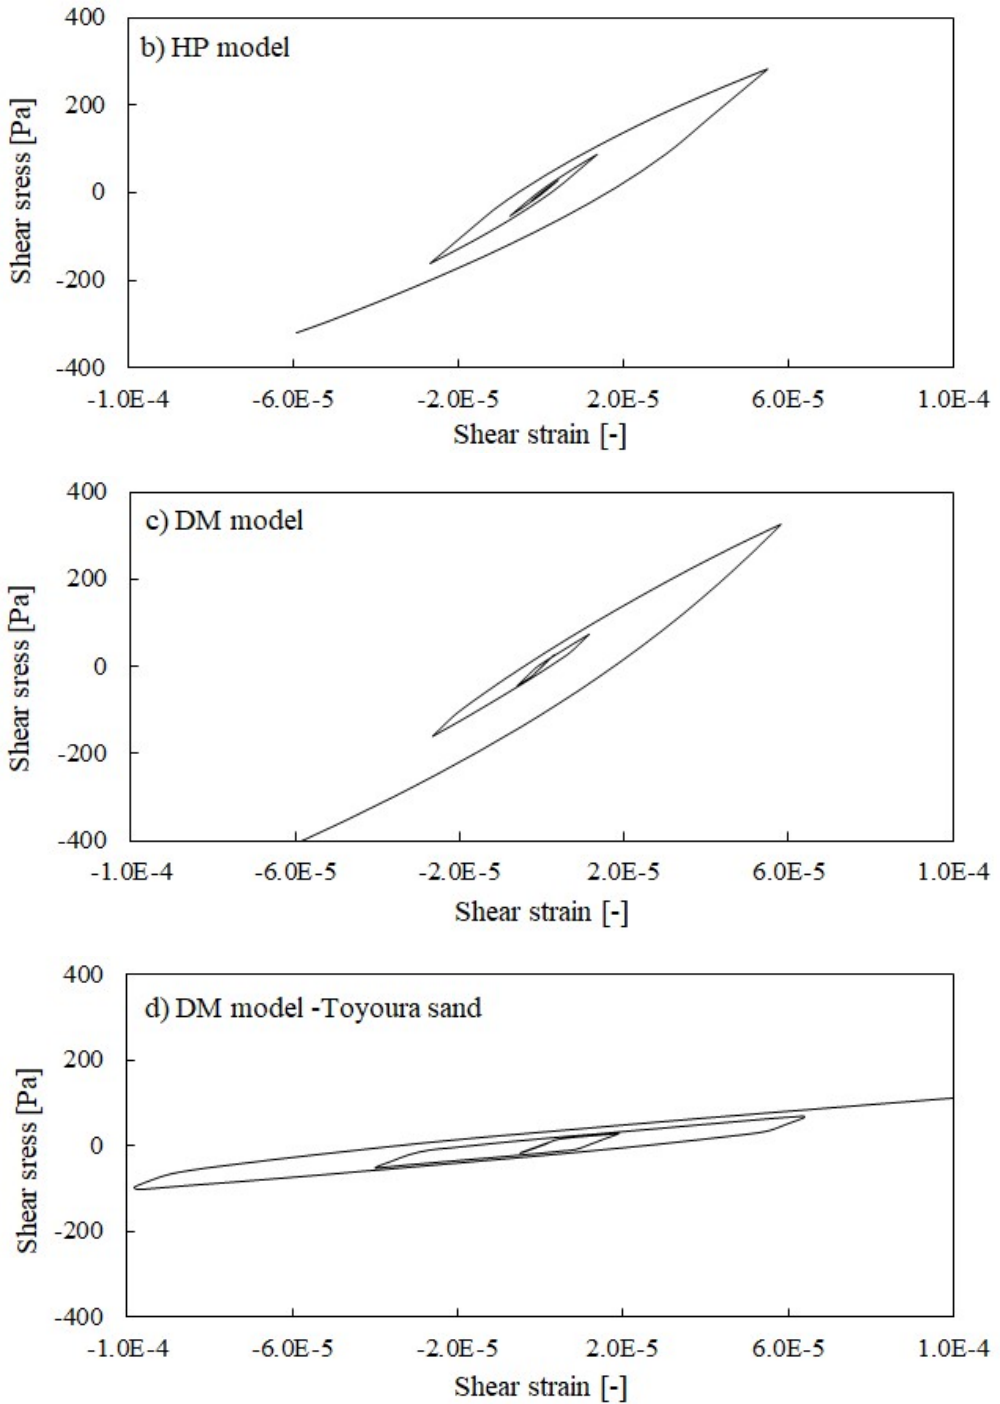 400
b) HP model
200
0
-200
-400
Shear sress [Pa]
-1.0E-4 -6.0E-5 -2.0E-5 2.0E-5 6.0E-5 1.0E-4
Shear strain [-]
400
c) DM model
200
0
-200
-400
Shear sress [Pa]
-1.0E-4 -6.0E-5 -2.0E-5 2.0E-5 6.0E-5 1.0E-4
Shear strain [-]
400
d) DM model -Toyoura sand
200
0
-200
-400
Shear sress [Pa]
-1.0E-4 -6.0E-5 -2.0E-5 2.0E-5 6.0E-5 1.0E-4
Shear strain [-]